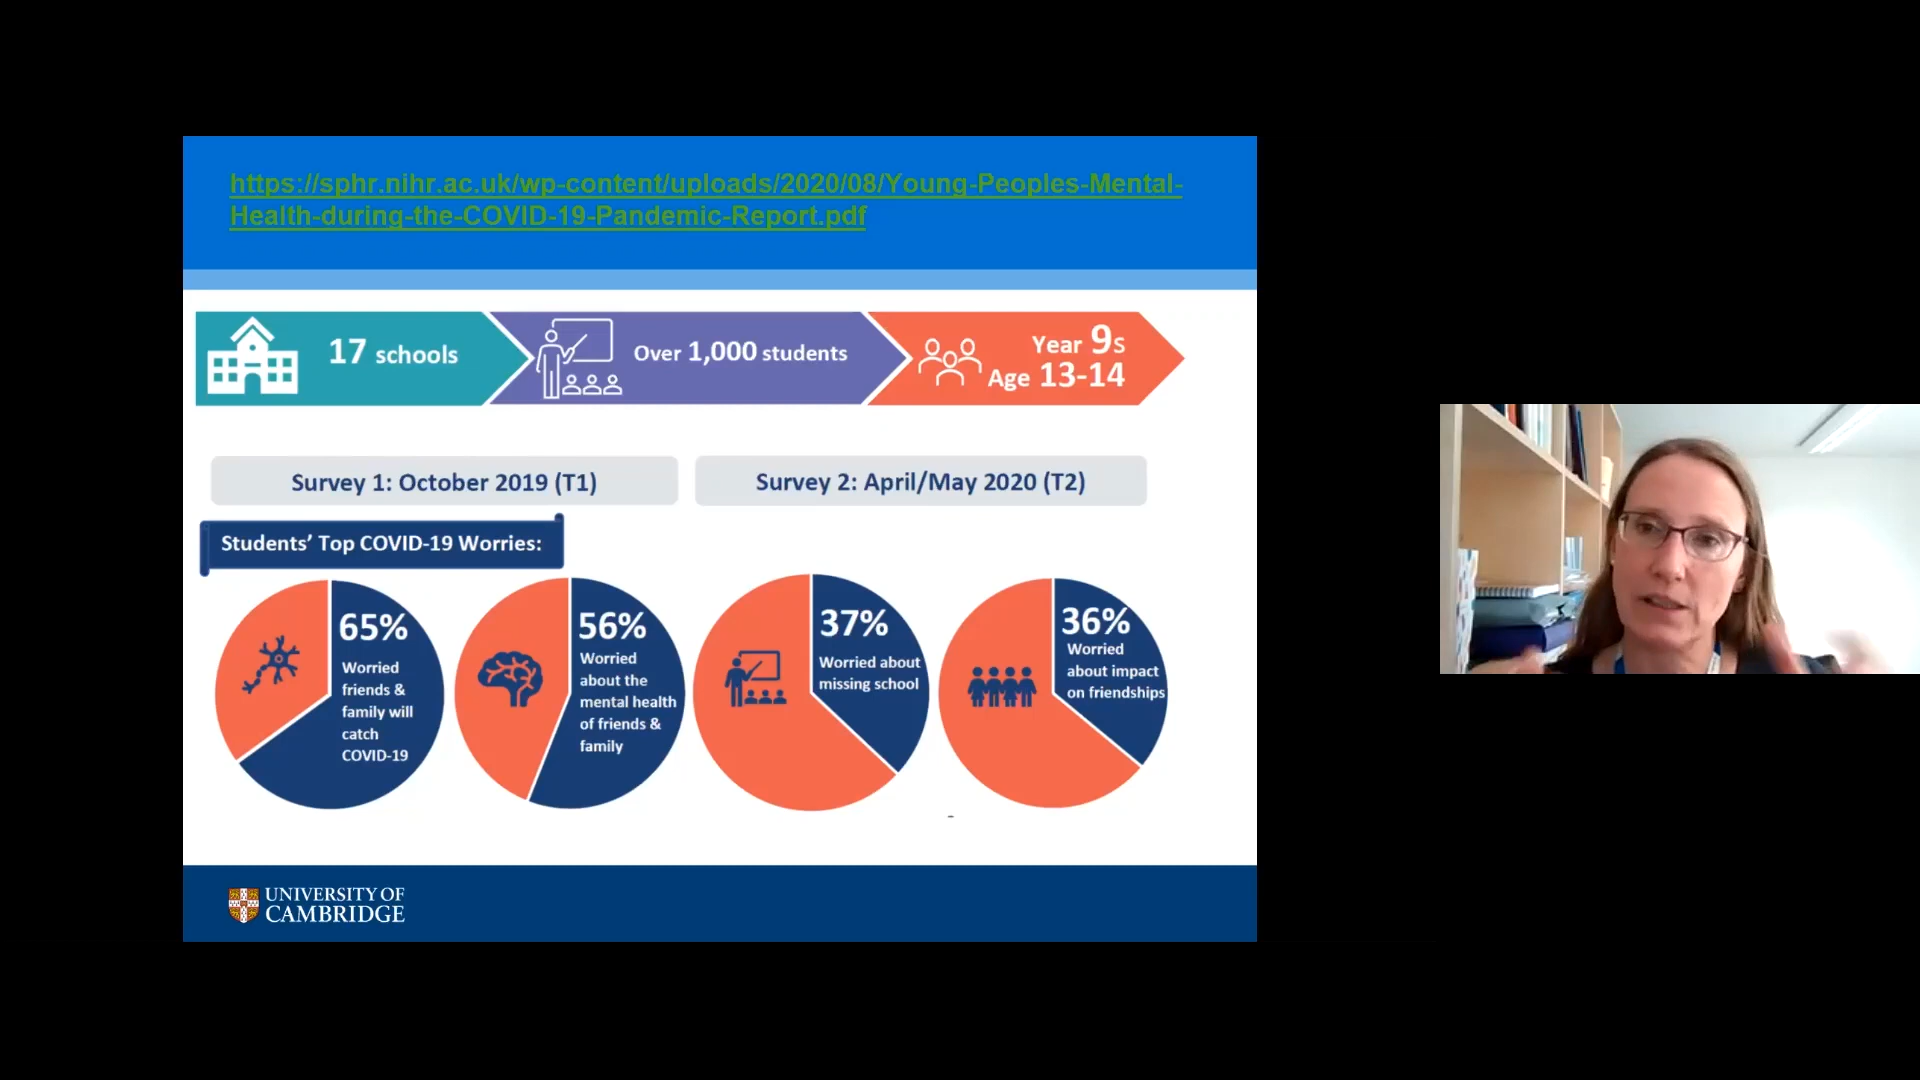 https://sphr.nihr.ac.uk/wp-content/uploads/2020/08/Young-Peoples-Mental-
Health-during-the-COVID-19-Pandemic-Report.pdf
17 schools
Over 1,000 students
Year 9s
Age 13-14
Survey 1: October 2019 (T1)
Survey 2: April/May 2020 (T2)
Students' Top COVID-19 Worries:
65%
Worried
friends &
family will
catch
COVID-19
56%
Worried
about the
mental health
of friends &
family
37%
Worried about
missing school
36%
Worried
about impact
on friendships
-
UNIVERSITY OF
CAMBRIDGE